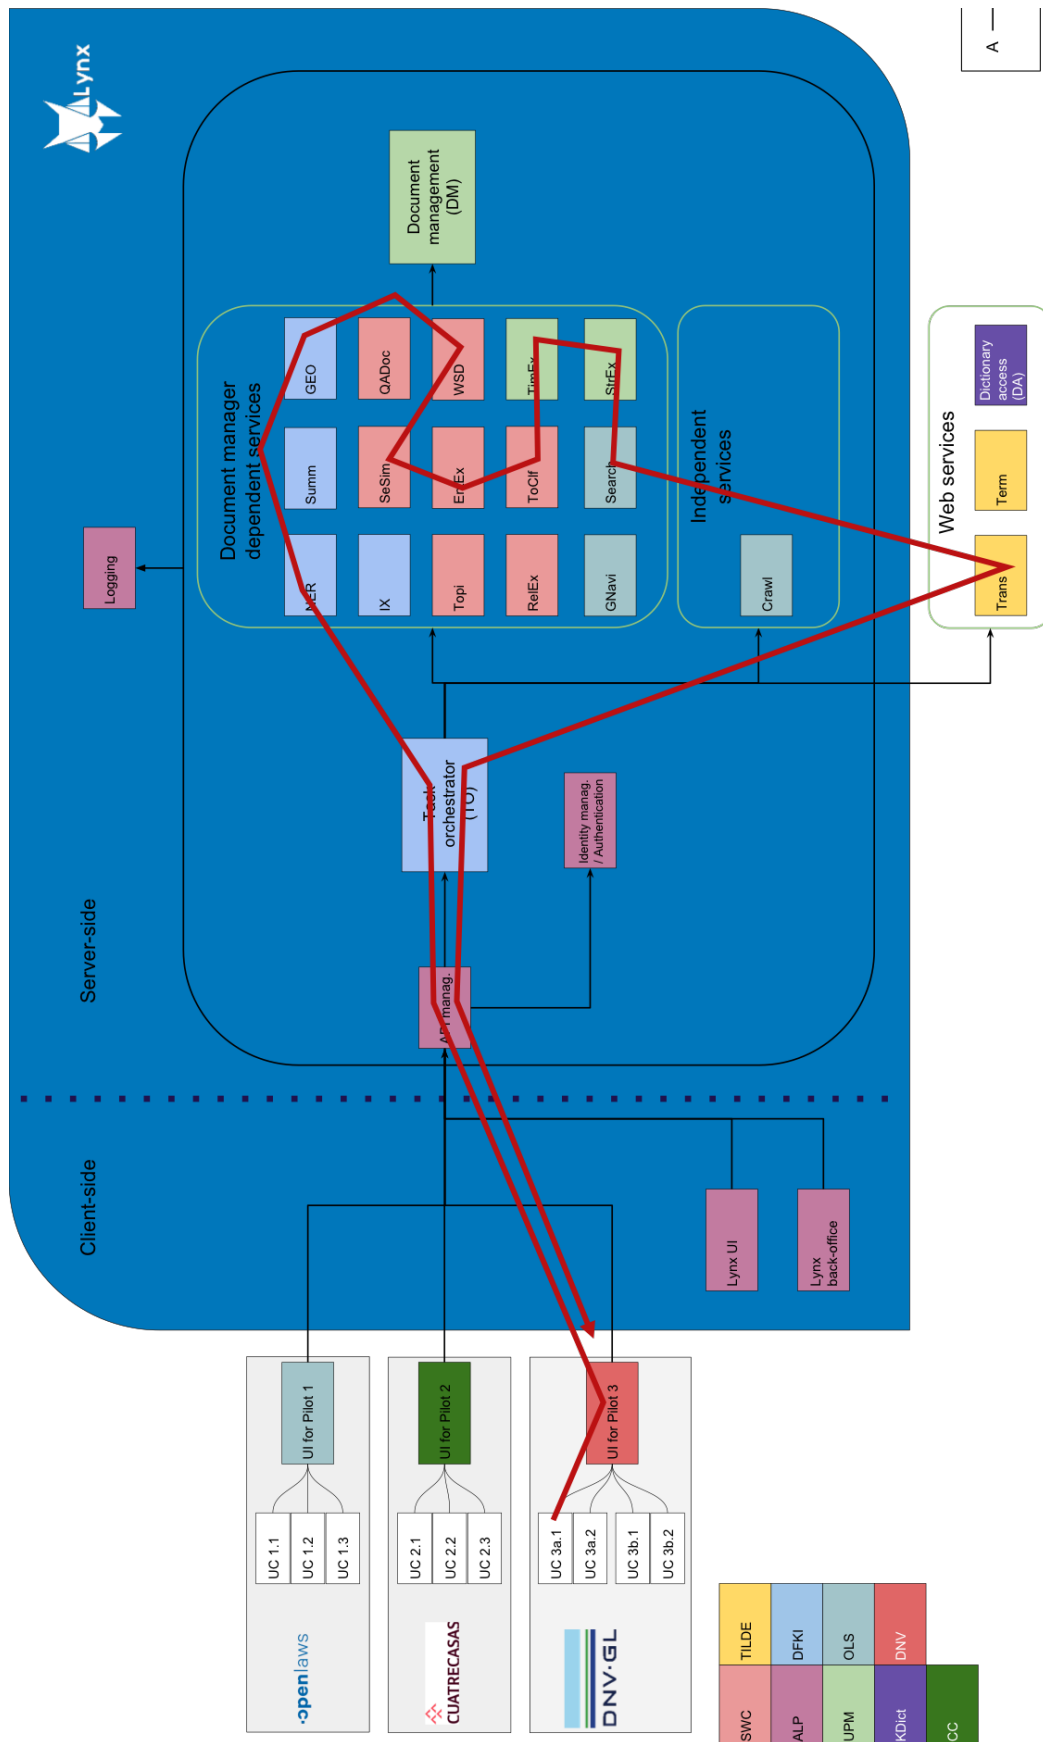 Lynx
Client-side
Server-side
Logging
openlaws
UC 1.1
UC 1.2
UC 1.3
UI for Pilot 1
CUATRECASAS
UC 2.1
UC 2.2
UC 2.3
UI for Pilot 2
DNV·GL
UC 3a.1
UC 3a.2
UC 3b.1
UC 3b.2
UI for Pilot 3
Lynx UI
Lynx
back-office
API manag.
Identity manag.
/ Authentication
Task
orchestrator
(TO)
Document manager
dependent services
NER
Summ
GEO
IX
SeSim
QADoc
Topi
EntEx
WSD
RelEx
ToClf
TimEx
GNavi
Search
StrEx
Document
management
(DM)
Independent
services
Crawl
Web services
Trans
Term
Dictionary
access
(DA)
A
SWC
TILDE
ALP
DFKI
UPM
OLS
KDict
DNV
CC